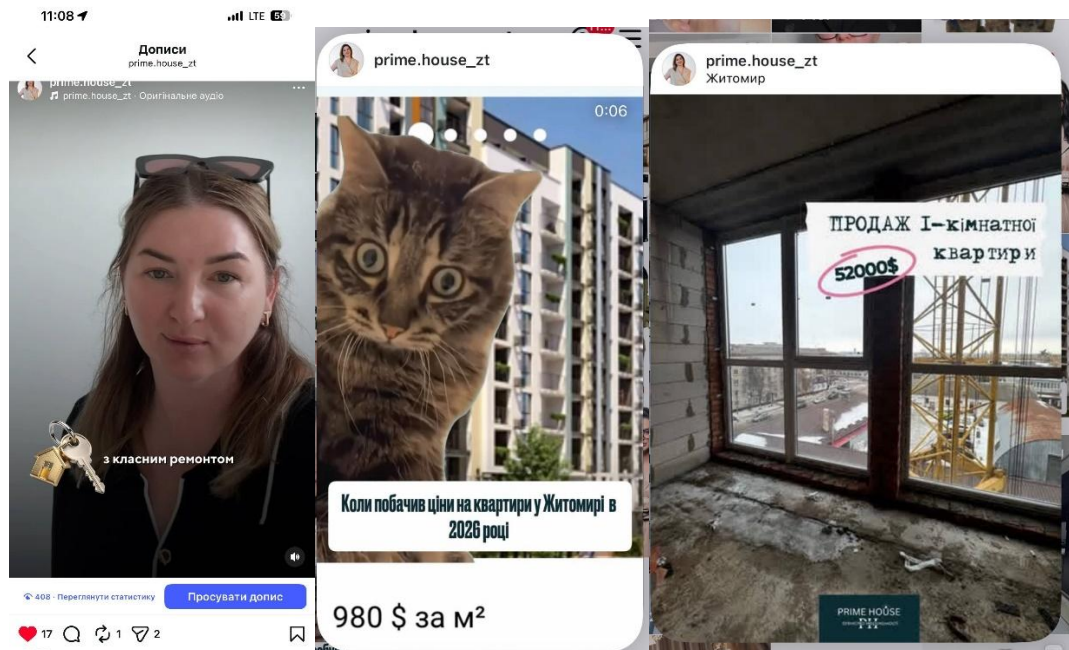 11:08
LTE 59
Дописи
prime.house_zt
prime.house_zt
prime.house_zt · Оригінальне аудіо
з класним ремонтом
408 · Переглянути статистику
Просувати допис
17
1
2
prime.house_zt
0:06
Коли побачив ціни на квартири у Житомирі в
2026 році
980 $ за м²
prime.house_zt
Житомир
ПРОДАЖ І-кімнатної
квартири
52000$
PRIME HOUSE
PH